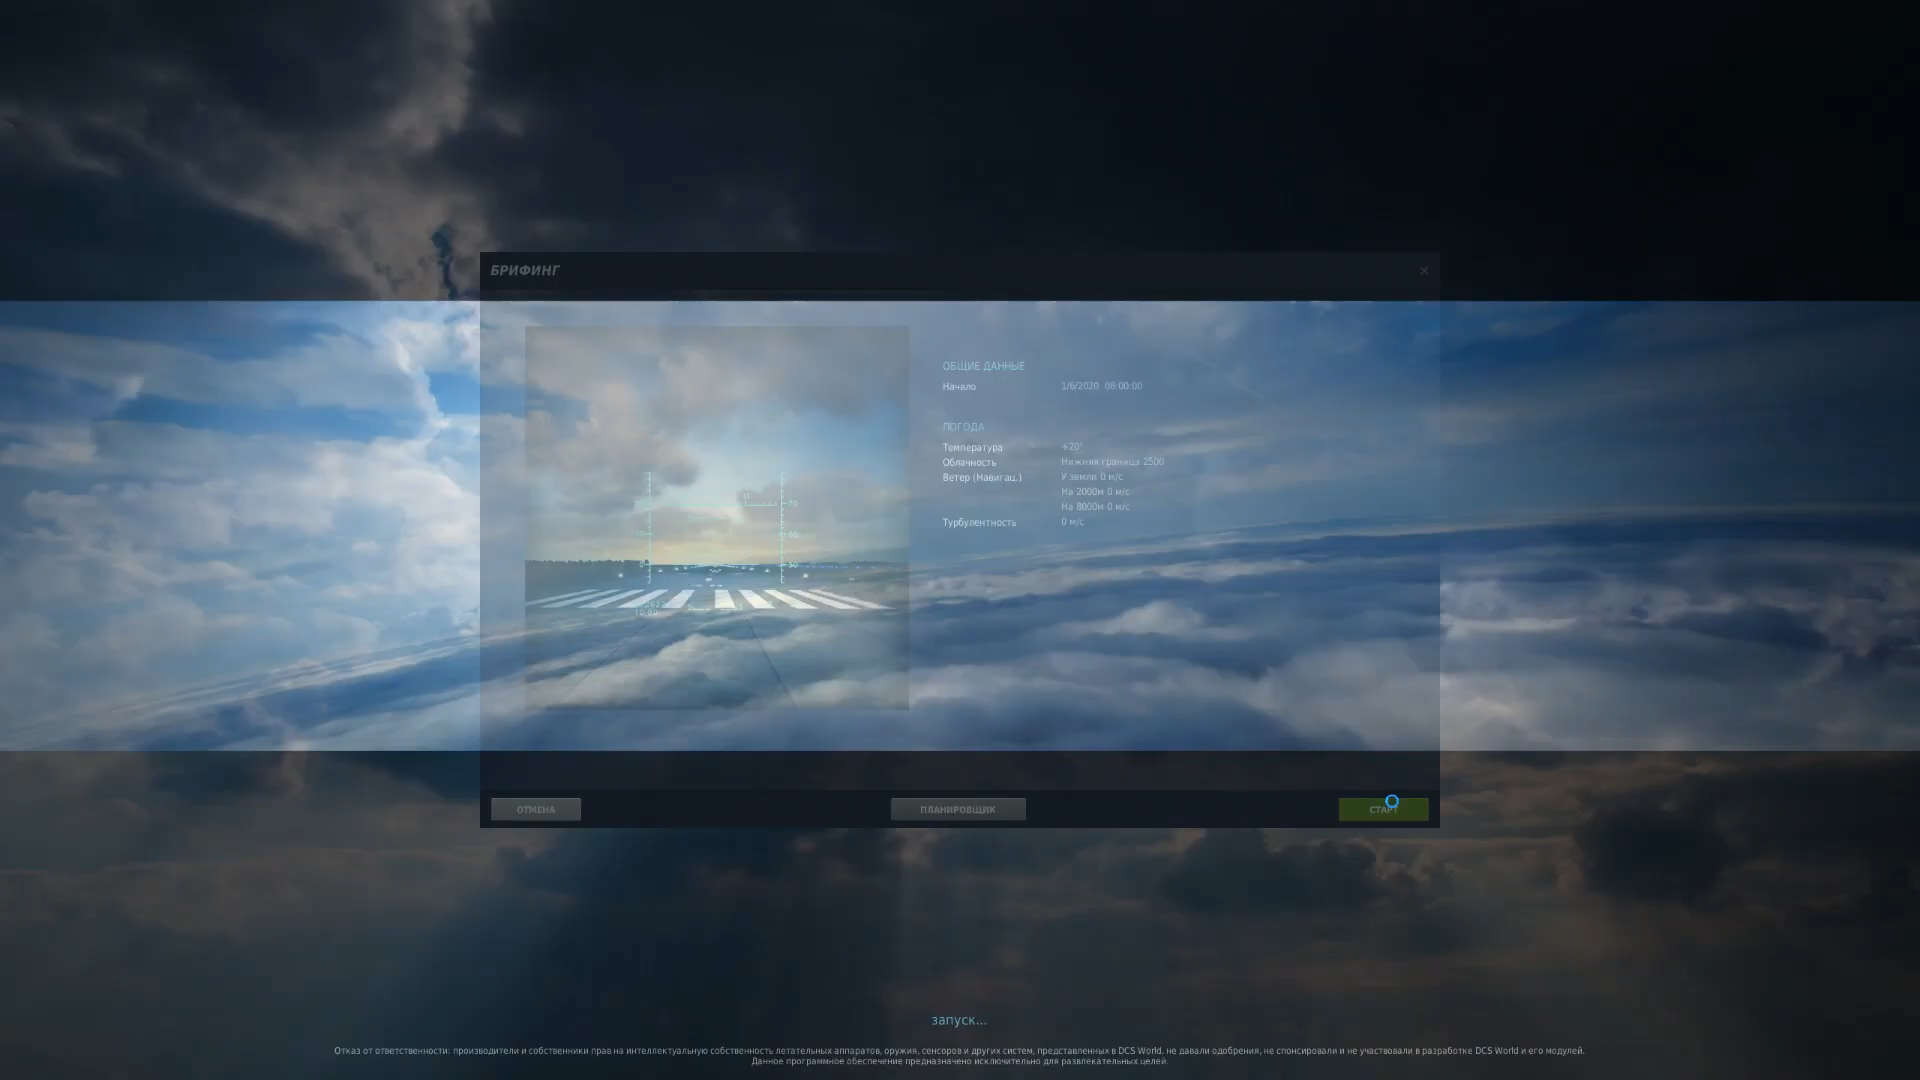 БРИФИНГ
ОБЩИЕ ДАННЫЕ
Начало 1/6/2020 08:00:00
ПОГОДА
Температура +20°
Облачность Нижняя граница 2500
Ветер (Навигац.) У земли 0 м/с
На 2000м 0 м/с
На 8000м 0 м/с
Турбулентность 0 м/с
ОТМЕНА
ПЛАНИРОВЩИК
СТАРТ
запуск...
Отказ от ответственности: производители и собственники прав на интеллектуальную собственность летательных аппаратов, оружия, сенсоров и других систем, представленных в DCS World, не давали одобрения, не спонсировали и не участвовали в разработке DCS World и его модулей.
Данное программное обеспечение предназначено исключительно для развлекательных целей.